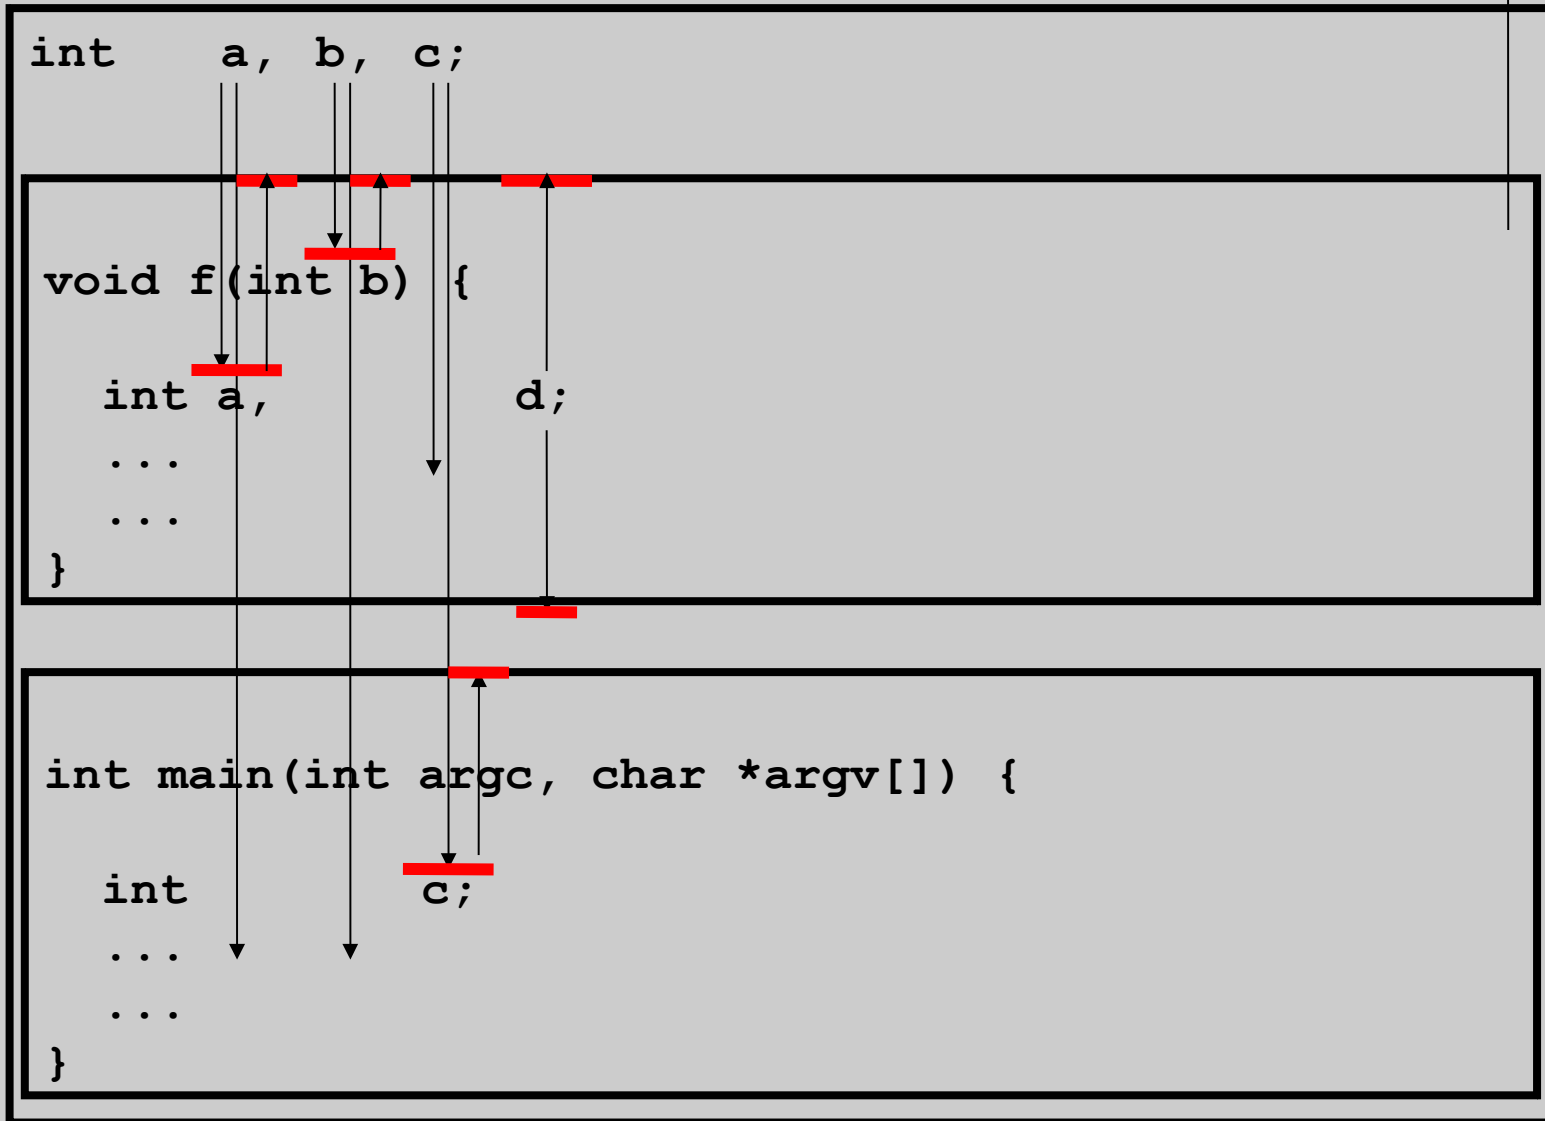 int a, b, c;
void f(int b) {
int a, d;
...
...
}
int main(int argc, char *argv[]) {
int c;
...
...
}